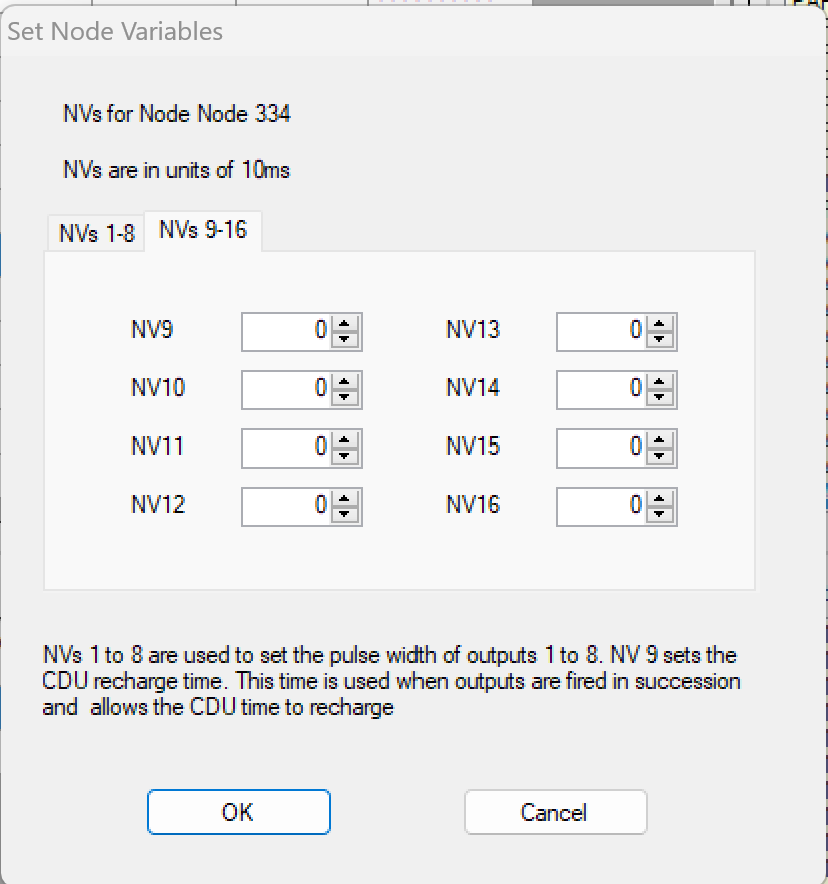 Set Node Variables
NVs for Node Node 334
NVs are in units of 10ms
NVs 1-8 NVs 9-16
NV9 0 NV13 0
NV10 0 NV14 0
NV11 0 NV15 0
NV12 0 NV16 0
NVs 1 to 8 are used to set the pulse width of outputs 1 to 8. NV 9 sets the
CDU recharge time. This time is used when outputs are fired in succession
and  allows the CDU time to recharge
OK Cancel